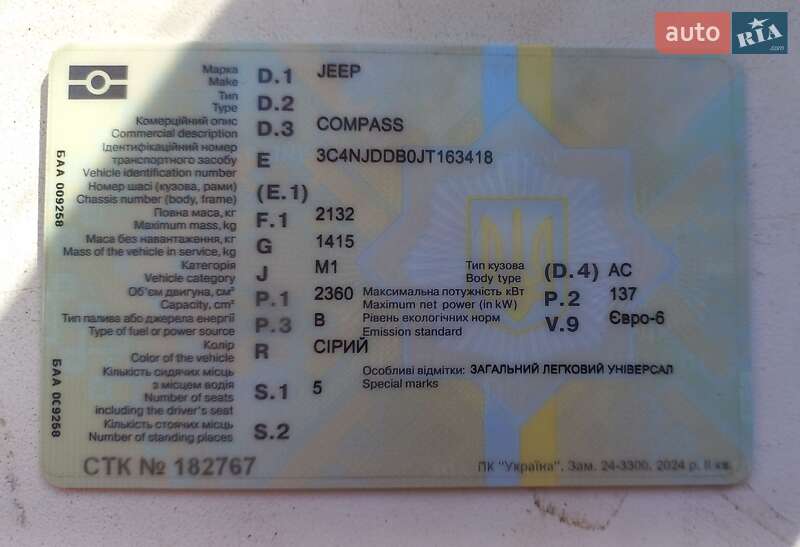 auto RIA .com
Марка
Make D.1 JEEP
Тип
Type D.2
Комерційний опис
Commercial description D.3 COMPASS
Ідентифікаційний номер
транспортного засобу
Vehicle identification number E 3C4NJDDB0JT163418
Номер шасі (кузова, рами)
Chassis number (body, frame) (E.1)
Повна маса, кг
Maximum mass, kg F.1 2132
Маса без навантаження, кг
Mass of the vehicle in service, kg G 1415
Категорія
Vehicle category J M1
Тип кузова
Body type (D.4) AC
Об'єм двигуна, см³
Capacity, cm³ P.1 2360
Максимальна потужність кВт
Maximum net power (in kW) P.2 137
Тип палива або джерела енергії
Type of fuel or power source P.3 B
Рівень екологічних норм
Emission standard V.9 Євро-6
Колір
Color of the vehicle R СІРИЙ
Кількість сидячих місць
з місцем водія
Number of seats
including the driver's seat S.1 5
Особливі відмітки: ЗАГАЛЬНИЙ ЛЕГКОВИЙ УНІВЕРСАЛ
Special marks
Кількість стоячих місць
Number of standing places S.2
СТК № 182767
ПК "Україна", Зам. 24-3300, 2024 р. II кв.
БАА 009258
БАА 009258